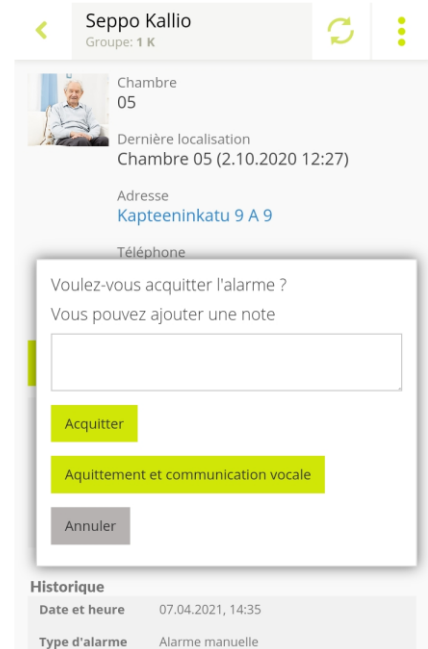 Seppo Kallio
Groupe: 1 K
Chambre
05
Dernière localisation
Chambre 05 (2.10.2020 12:27)
Adresse
Kapteeninkatu 9 A 9
Téléphone
Voulez-vous acquitter l'alarme ?
Vous pouvez ajouter une note
Acquitter
Aquittement et communication vocale
Annuler
Historique
Date et heure 07.04.2021, 14:35
Type d'alarme Alarme manuelle